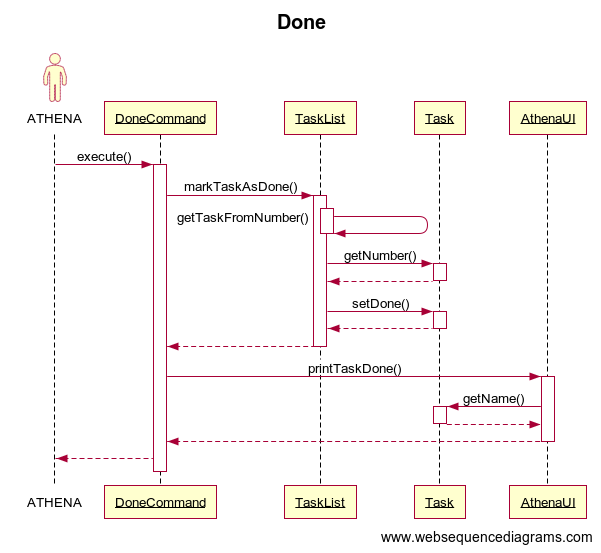 Done
ATHENA
DoneCommand
TaskList
Task
AthenaUI
execute()
markTaskAsDone()
getTaskFromNumber()
getNumber()
setDone()
printTaskDone()
getName()
ATHENA
DoneCommand
TaskList
Task
AthenaUI
www.websequencediagrams.com